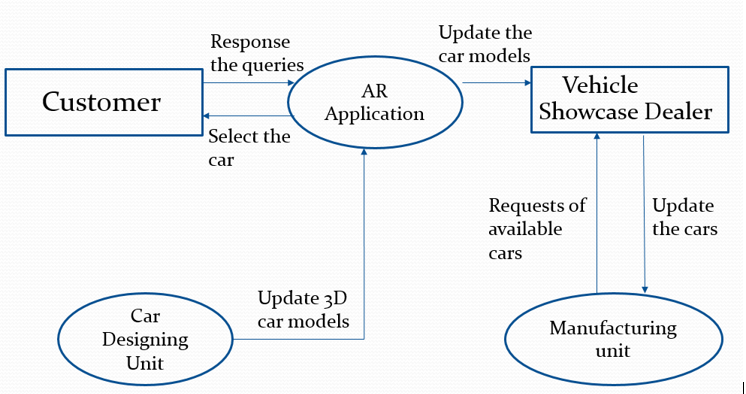 Response
the queries
Customer
Select the
car
AR
Application
Update the
car models
Vehicle
Showcase Dealer
Requests of
available
cars
Update
the cars
Update 3D
car models
Car
Designing
Unit
Manufacturing
unit